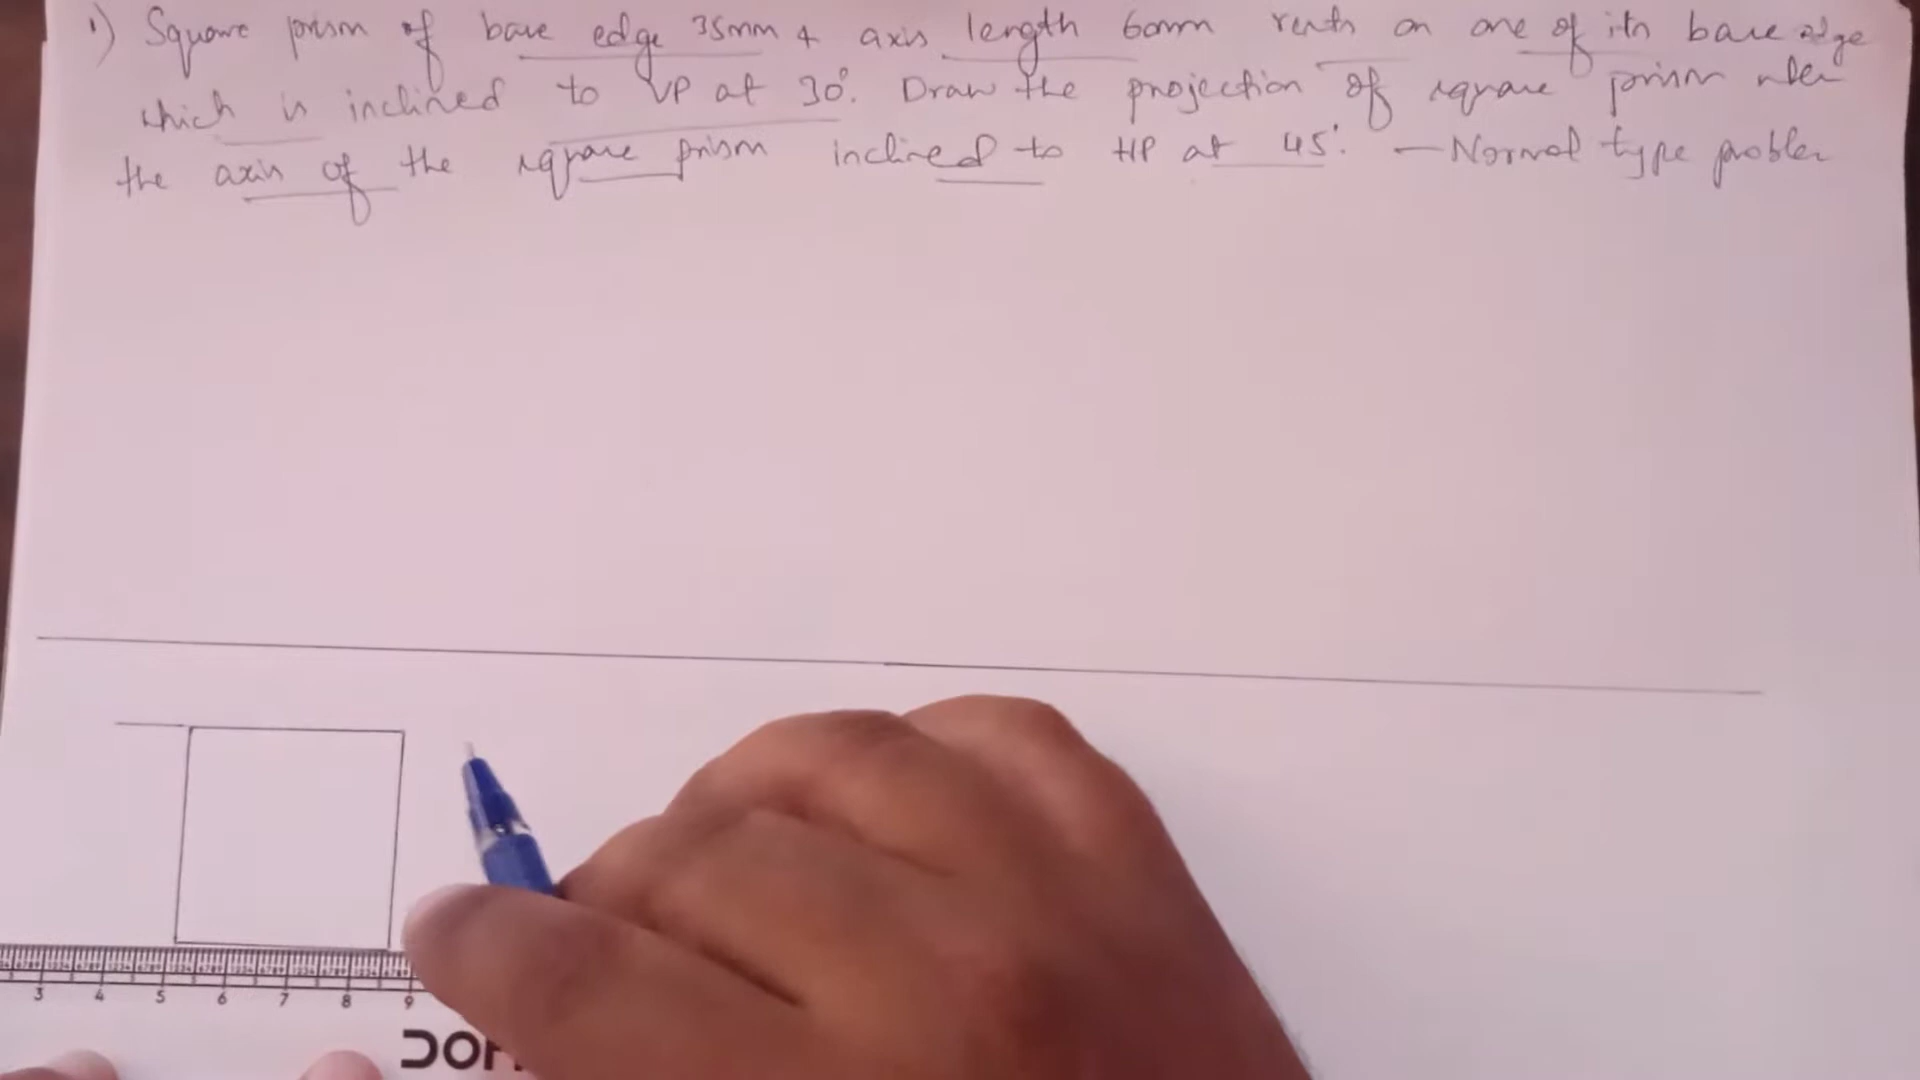 1) Square prism of base edge 35mm & axis length 60mm rests on one of its base edge
which is inclined to VP at 30°. Draw the projection of square prism when
the axis of the square prism inclined to HP at 45°. — Normal type problem
3 4 5 6 7 8 9
DOM